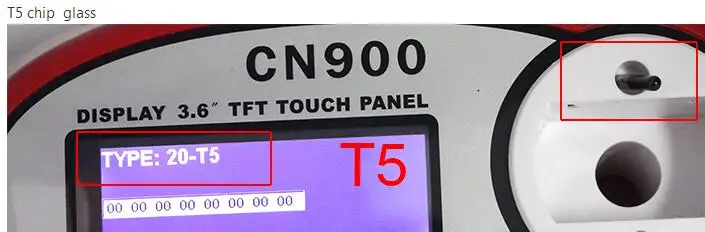 T5 chip  glass
CN900
DISPLAY 3.6″ TFT TOUCH PANEL
TYPE: 20-T5
T5
00 00 00 00 00 00 00 00